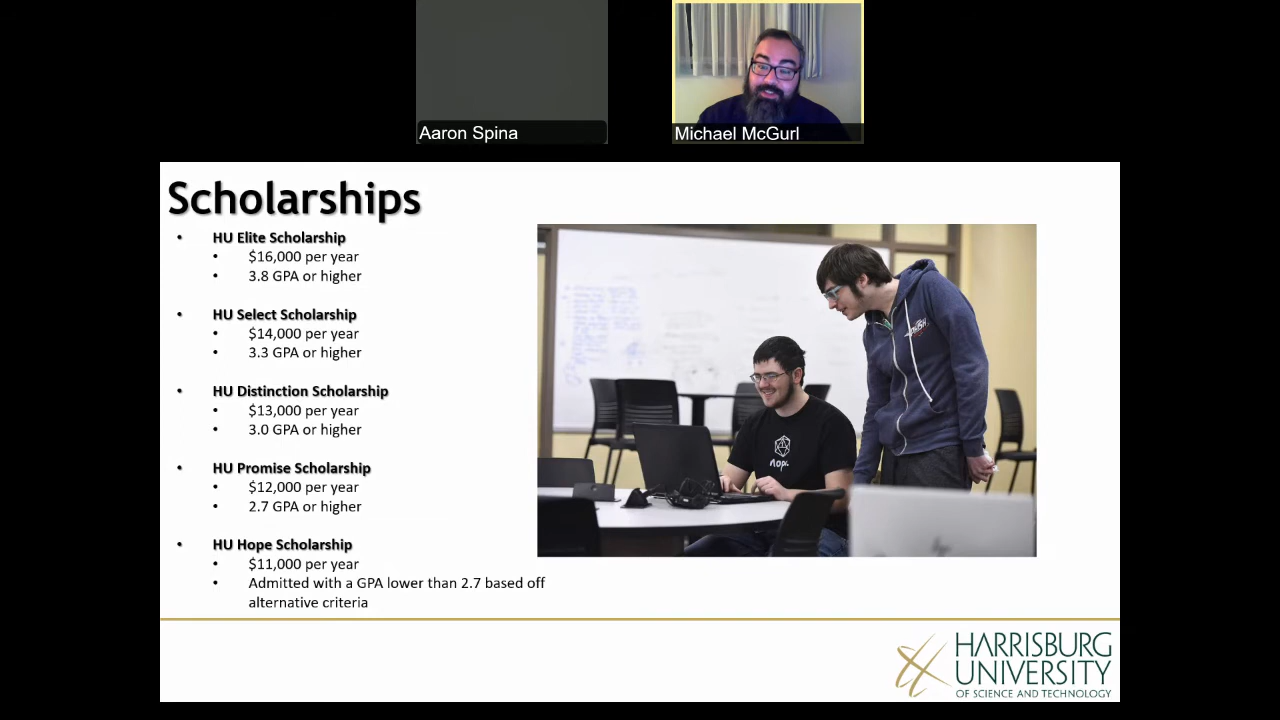 Aaron Spina
Michael McGurl
Scholarships
• HU Elite Scholarship
• $16,000 per year
• 3.8 GPA or higher
• HU Select Scholarship
• $14,000 per year
• 3.3 GPA or higher
• HU Distinction Scholarship
• $13,000 per year
• 3.0 GPA or higher
• HU Promise Scholarship
• $12,000 per year
• 2.7 GPA or higher
• HU Hope Scholarship
• $11,000 per year
• Admitted with a GPA lower than 2.7 based off
alternative criteria
nope.
HARRISBURG
UNIVERSITY
OF SCIENCE AND TECHNOLOGY